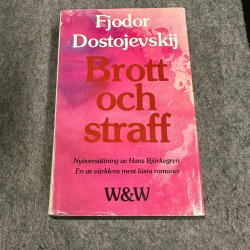 Fjodor
Dostojevskij
Brott
och
straff
Nyöversättning av Hans Björkegren
En av världens mest lästa romaner
W&W